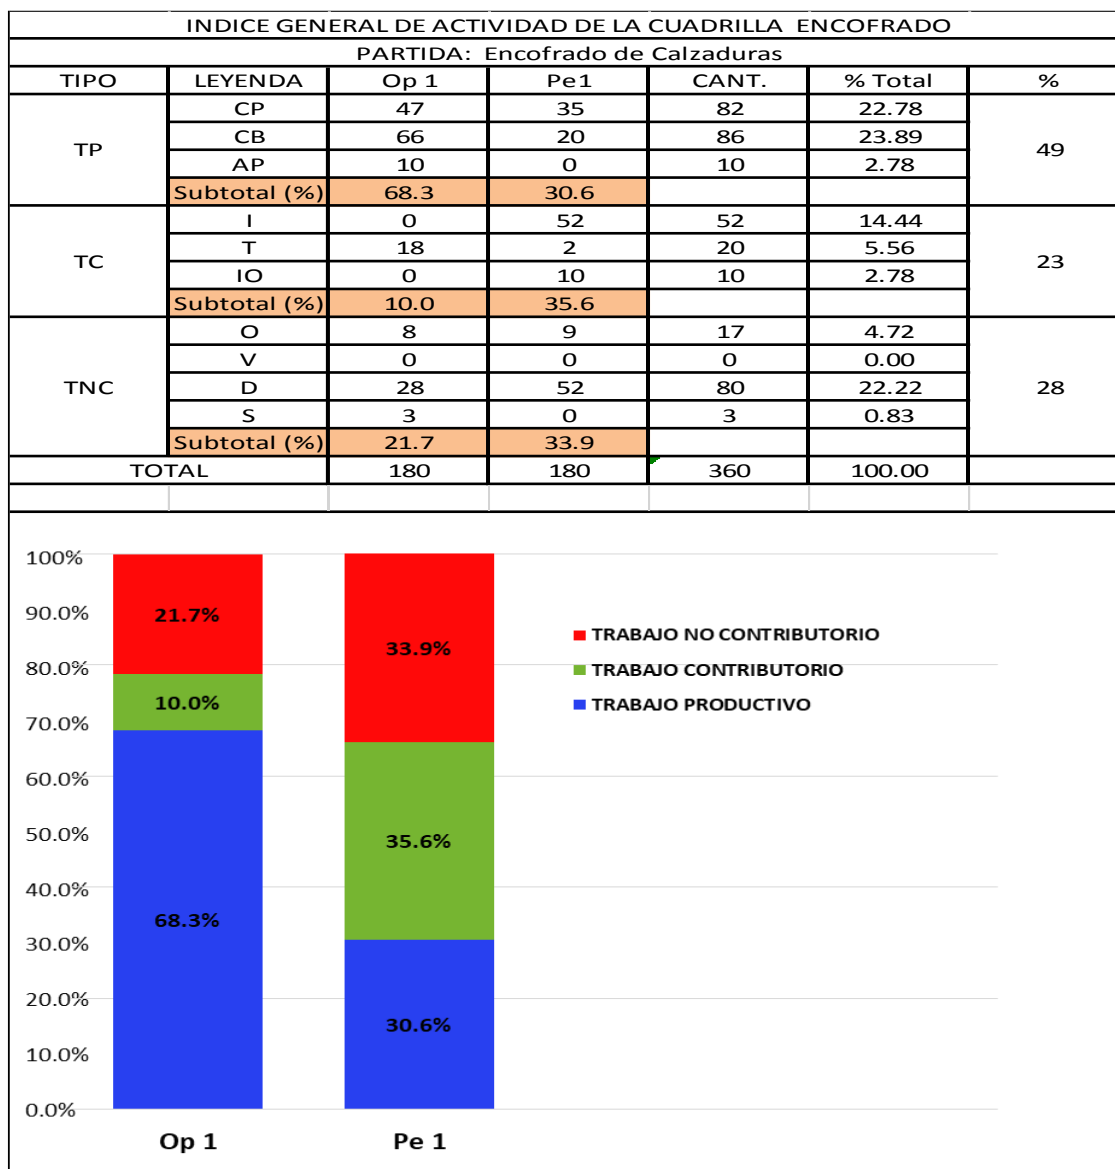 INDICE GENERAL DE ACTIVIDAD DE LA CUADRILLA ENCOFRADO
PARTIDA: Encofrado de Calzaduras
TIPO LEYENDA Op 1 Pe1 CANT. % Total %
TP
CP 47 35 82 22.78
CB 66 20 86 23.89
49
AP 10 0 10 2.78
Subtotal (%) 68.3 30.6
TC
I 0 52 52 14.44
T 18 2 20 5.56
23
IO 0 10 10 2.78
Subtotal (%) 10.0 35.6
TNC
O 8 9 17 4.72
V 0 0 0 0.00
D 28 52 80 22.22
28
S 3 0 3 0.83
Subtotal (%) 21.7 33.9
TOTAL 180 180 360 100.00
100%
90.0%
80.0%
70.0%
60.0%
50.0%
40.0%
30.0%
20.0%
10.0%
0.0%
21.7%
10.0%
68.3%
33.9%
35.6%
30.6%
TRABAJO NO CONTRIBUTORIO
TRABAJO CONTRIBUTORIO
TRABAJO PRODUCTIVO
Op 1 Pe 1